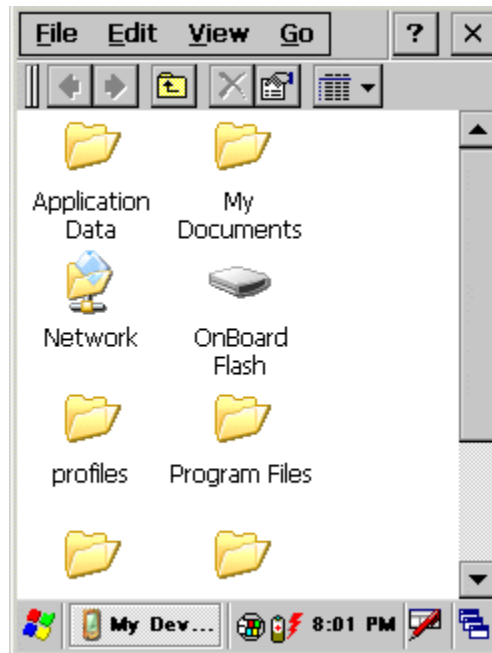 File Edit View Go ? ×
Application
Data
My
Documents
Network
OnBoard
Flash
profiles
Program Files
My Dev... 8:01 PM